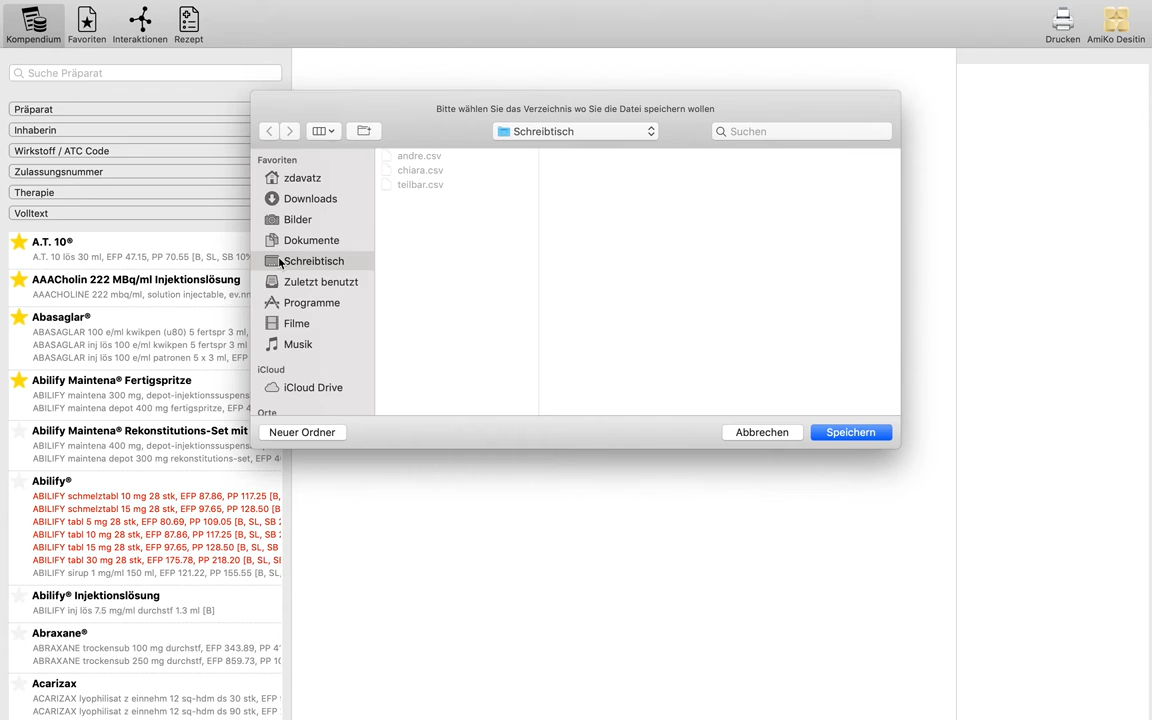 Kompendium
Favoriten
Interaktionen
Rezept
Drucken
AmiKo Desitin
Suche Präparat
Präparat
Inhaberin
Wirkstoff / ATC Code
Zulassungsnummer
Therapie
Volltext
A.T. 10®
A.T. 10 lös 30 ml, EFP 47.15, PP 70.55 [B, SL, SB 10%
AAACholin 222 MBq/ml Injektionslösung
AAACHOLINE 222 mbq/ml, solution injectable, ev.nn
Abasaglar®
ABASAGLAR 100 e/ml kwikpen (u80) 5 fertspr 3 ml,
ABASAGLAR inj lös 100 e/ml kwikpen 5 fertspr 3 ml
ABASAGLAR inj lös 100 e/ml patronen 5 x 3 ml, EFP
Abilify Maintena® Fertigspritze
ABILIFY maintena 300 mg, depot-injektionssuspens
ABILIFY maintena depot 400 mg fertigspritze, EFP 4
Abilify Maintena® Rekonstitutions-Set mit
ABILIFY maintena 400 mg, depot-injektionssuspens
ABILIFY maintena depot 300 mg rekonstitutions-set, EFP 4
Abilify®
ABILIFY schmelztabl 10 mg 28 stk, EFP 87.86, PP 117.25 [B,
ABILIFY schmelztabl 15 mg 28 stk, EFP 97.65, PP 128.50 [B
ABILIFY tabl 5 mg 28 stk, EFP 80.69, PP 109.05 [B, SL, SB
ABILIFY tabl 10 mg 28 stk, EFP 87.86, PP 117.25 [B, SL, SB
ABILIFY tabl 15 mg 28 stk, EFP 97.65, PP 128.50 [B, SL, SB
ABILIFY tabl 30 mg 28 stk, EFP 175.78, PP 218.20 [B, SL,
ABILIFY sirup 1 mg/ml 150 ml, EFP 121.22, PP 155.55 [B, SL,
Abilify® Injektionslösung
ABILIFY inj lös 7.5 mg/ml durchstf 1.3 ml [B]
Abraxane®
ABRAXANE trockensub 100 mg durchstf, EFP 343.89, PP
ABRAXANE trockensub 250 mg durchstf, EFP 859.73, PP
Acarizax
ACARIZAX lyophilisat z einnehm 12 sq-hdm ds 30 stk, EFP
ACARIZAX lyophilisat z einnehm 12 sq-hdm ds 90 stk, EFP
Bitte wählen Sie das Verzeichnis wo Sie die Datei speichern wollen
Schreibtisch
Suchen
Favoriten
zdavatz
Downloads
Bilder
Dokumente
Schreibtisch
Zuletzt benutzt
Programme
Filme
Musik
iCloud
iCloud Drive
Orte
andre.csv
chiara.csv
teilbar.csv
Neuer Ordner
Abbrechen
Speichern